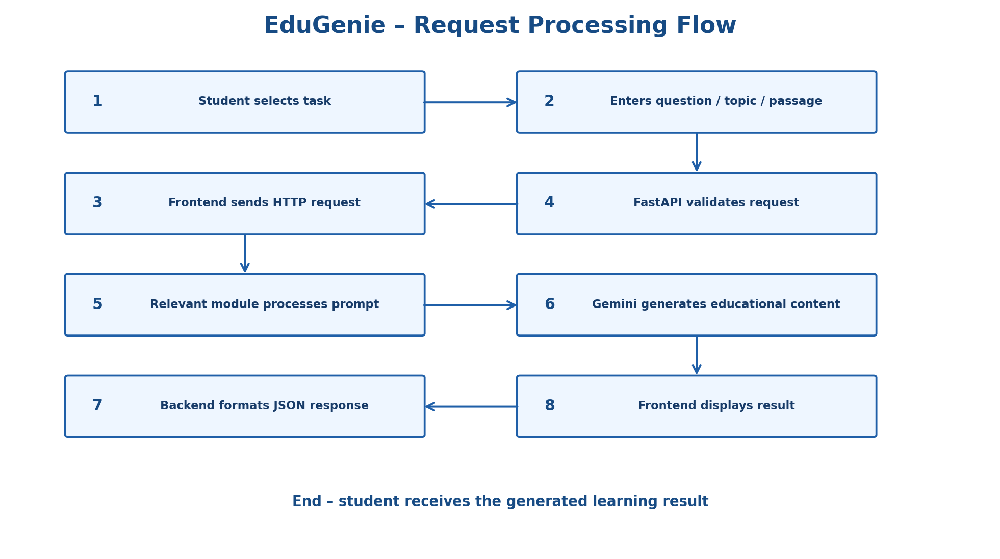 EduGenie – Request Processing Flow
1 Student selects task
2 Enters question / topic / passage
3 Frontend sends HTTP request
4 FastAPI validates request
5 Relevant module processes prompt
6 Gemini generates educational content
7 Backend formats JSON response
8 Frontend displays result
End – student receives the generated learning result